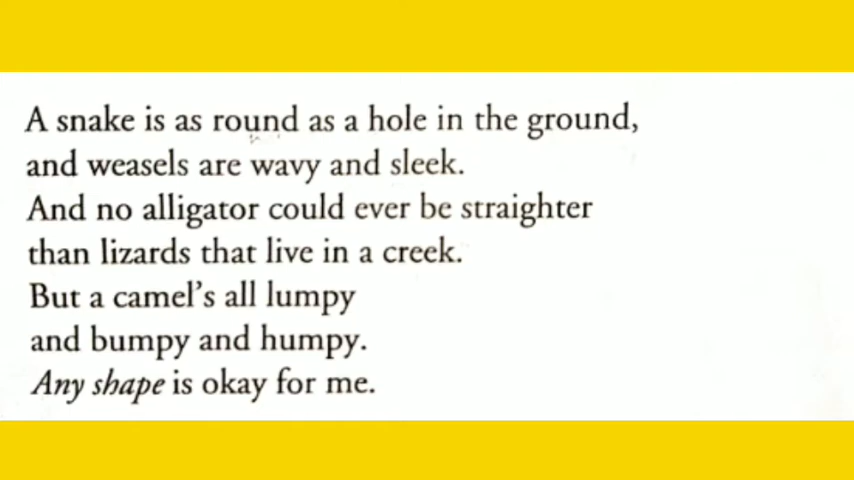 A snake is as round as a hole in the ground,
and weasels are wavy and sleek.
And no alligator could ever be straighter
than lizards that live in a creek.
But a camel's all lumpy
and bumpy and humpy.
Any shape is okay for me.